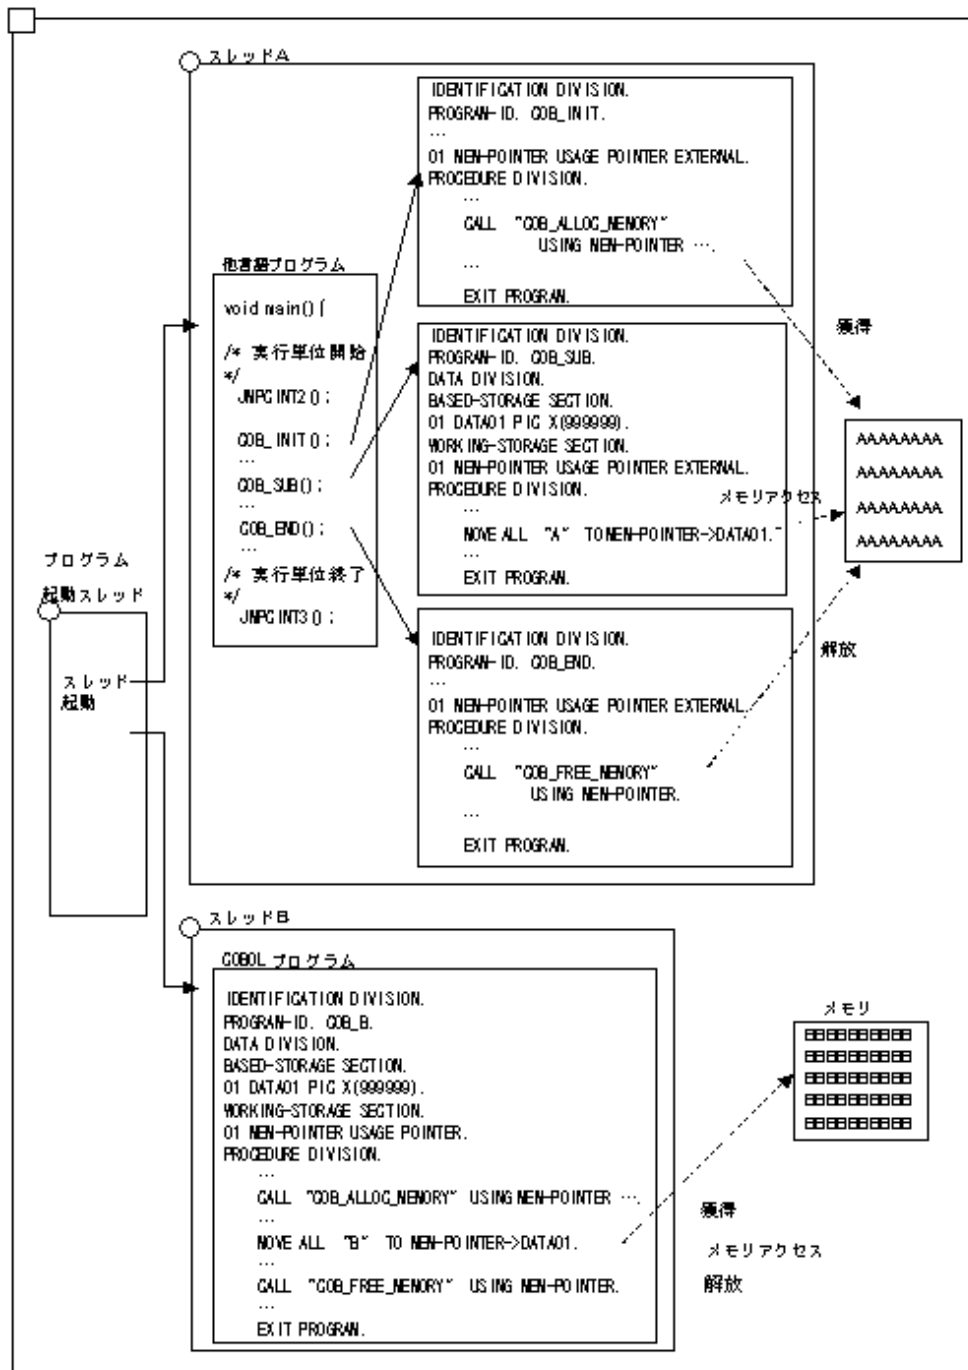 スレッドA
IDENTIFICATION DIVISION.
PROGRAM-ID. COB_INIT.
…
01 MEM-POINTER USAGE POINTER EXTERNAL.
PROCEDURE DIVISION.
…
CALL "COB_ALLOC_MEMORY"
USING MEM-POINTER ….
…
EXIT PROGRAM.
他言語プログラム
void main(){
/* 実行単位開始
*/
JMPCINT2();
COB_INIT();
…
COB_SUB();
…
COB_END();
…
/* 実行単位終了
*/
JMPCINT3();
IDENTIFICATION DIVISION.
PROGRAM-ID. COB_SUB.
DATA DIVISION.
BASED-STORAGE SECTION.
01 DATA01 PIC X(999999).
WORKING-STORAGE SECTION.
01 MEM-POINTER USAGE POINTER EXTERNAL.
PROCEDURE DIVISION.
…
MOVE ALL "A" TO MEM-POINTER->DATA01."
…
EXIT PROGRAM.
獲得
メモリアクセス
解放
AAAAAAAA
AAAAAAAA
AAAAAAAA
AAAAAAAA
プログラム
起動スレッド
スレッド
起動
IDENTIFICATION DIVISION.
PROGRAM-ID. COB_END.
…
01 MEM-POINTER USAGE POINTER EXTERNAL.
PROCEDURE DIVISION.
…
CALL "COB_FREE_MEMORY"
USING MEM-POINTER.
…
EXIT PROGRAM.
スレッドB
COBOL プログラム
IDENTIFICATION DIVISION.
PROGRAM-ID. COB_B.
DATA DIVISION.
BASED-STORAGE SECTION.
01 DATA01 PIC X(999999).
WORKING-STORAGE SECTION.
01 MEM-POINTER USAGE POINTER.
PROCEDURE DIVISION.
…
CALL "COB_ALLOC_MEMORY" USING MEM-POINTER ….
…
MOVE ALL "B" TO MEM-POINTER->DATA01.
…
CALL "COB_FREE_MEMORY" USING MEM-POINTER.
…
EXIT PROGRAM.
メモリ
BBBBBBBBBB
BBBBBBBBBB
BBBBBBBBBB
BBBBBBBBBB
BBBBBBBBBB
獲得
メモリアクセス
解放